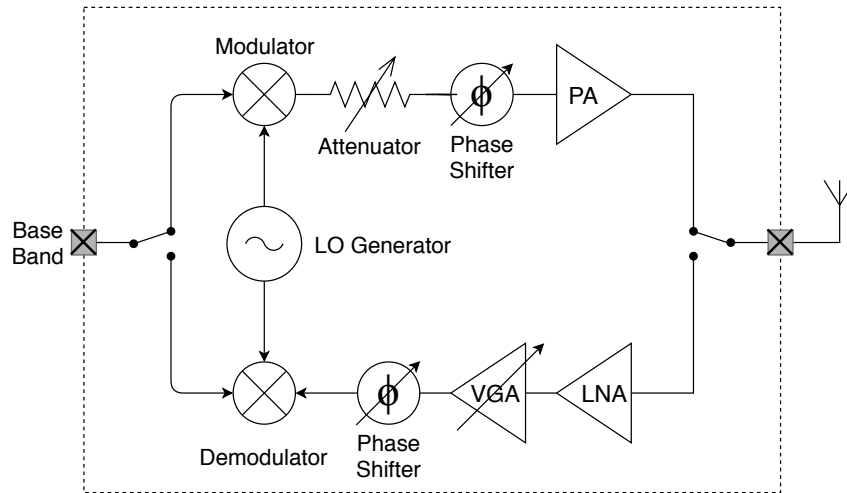 Modulator
ϕ
PA
Attenuator
Phase
Shifter
Base
Band
LO Generator
ϕ
VGA
LNA
Phase
Shifter
Demodulator